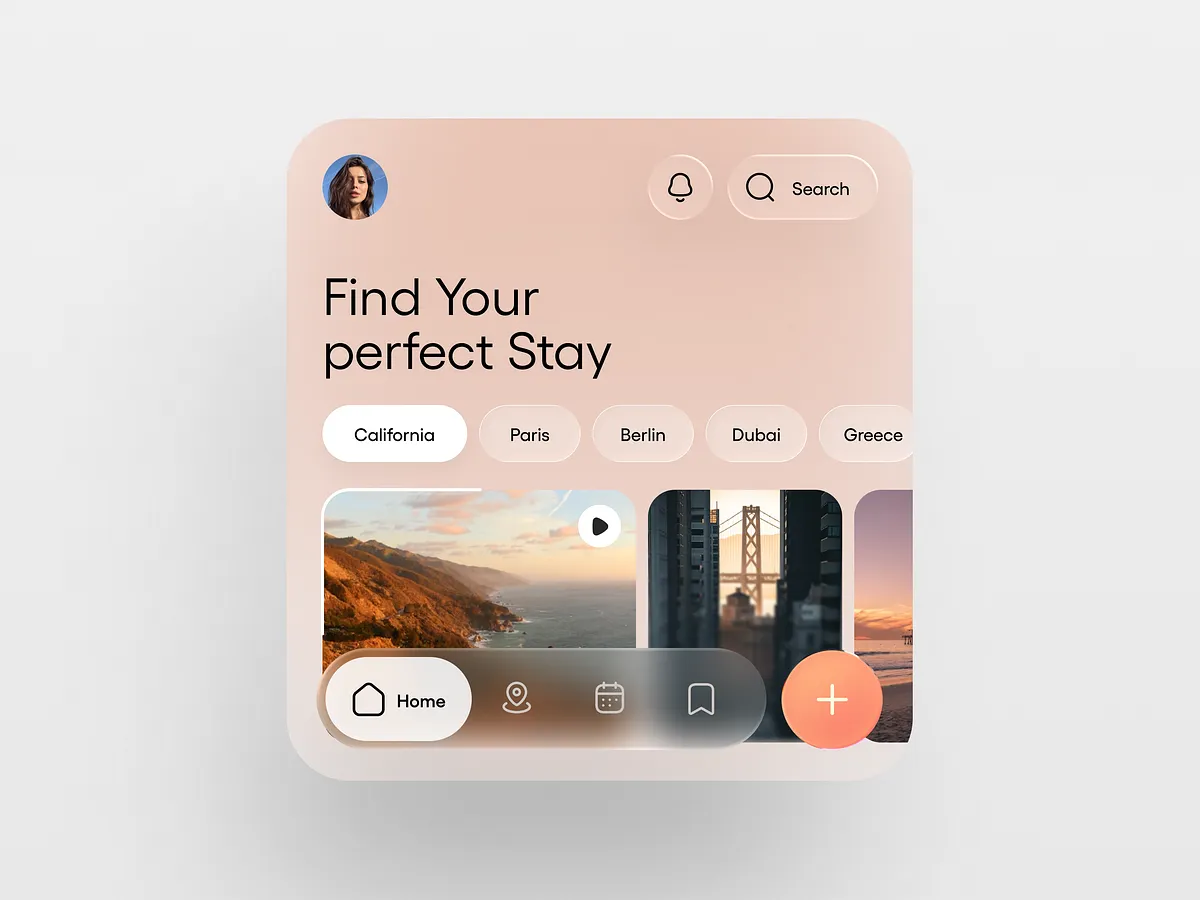 Search
Find Your
perfect Stay
California
Paris
Berlin
Dubai
Greece
Home